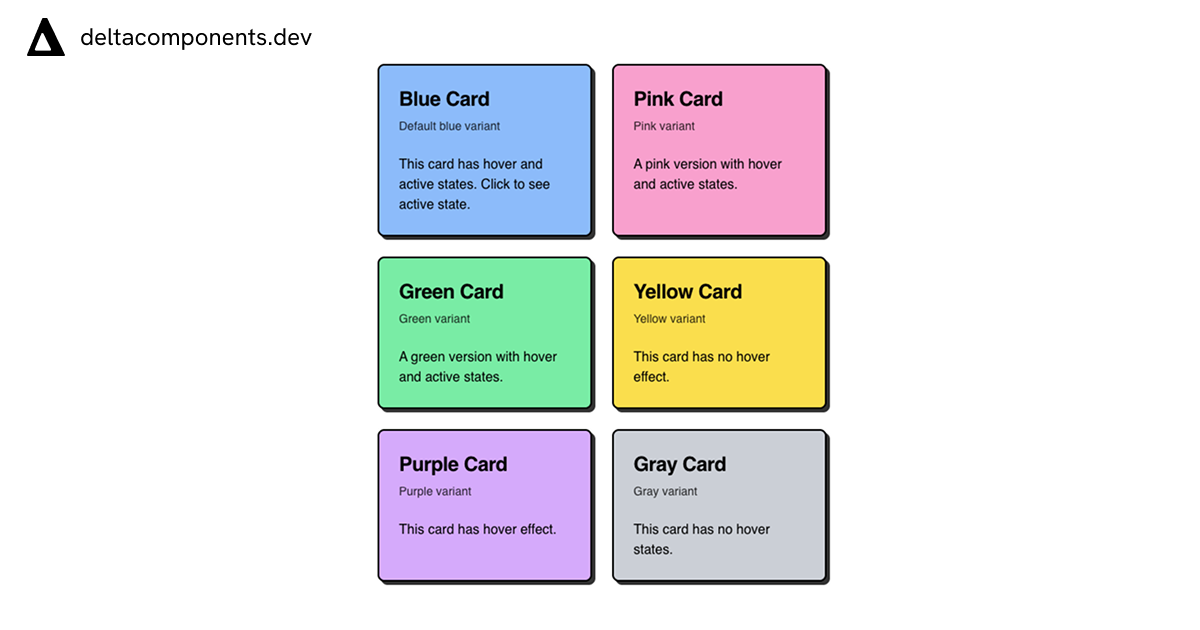 deltacomponents.dev
Blue Card
Default blue variant
This card has hover and
active states. Click to see
active state.
Pink Card
Pink variant
A pink version with hover
and active states.
Green Card
Green variant
A green version with hover
and active states.
Yellow Card
Yellow variant
This card has no hover
effect.
Purple Card
Purple variant
This card has hover effect.
Gray Card
Gray variant
This card has no hover
states.